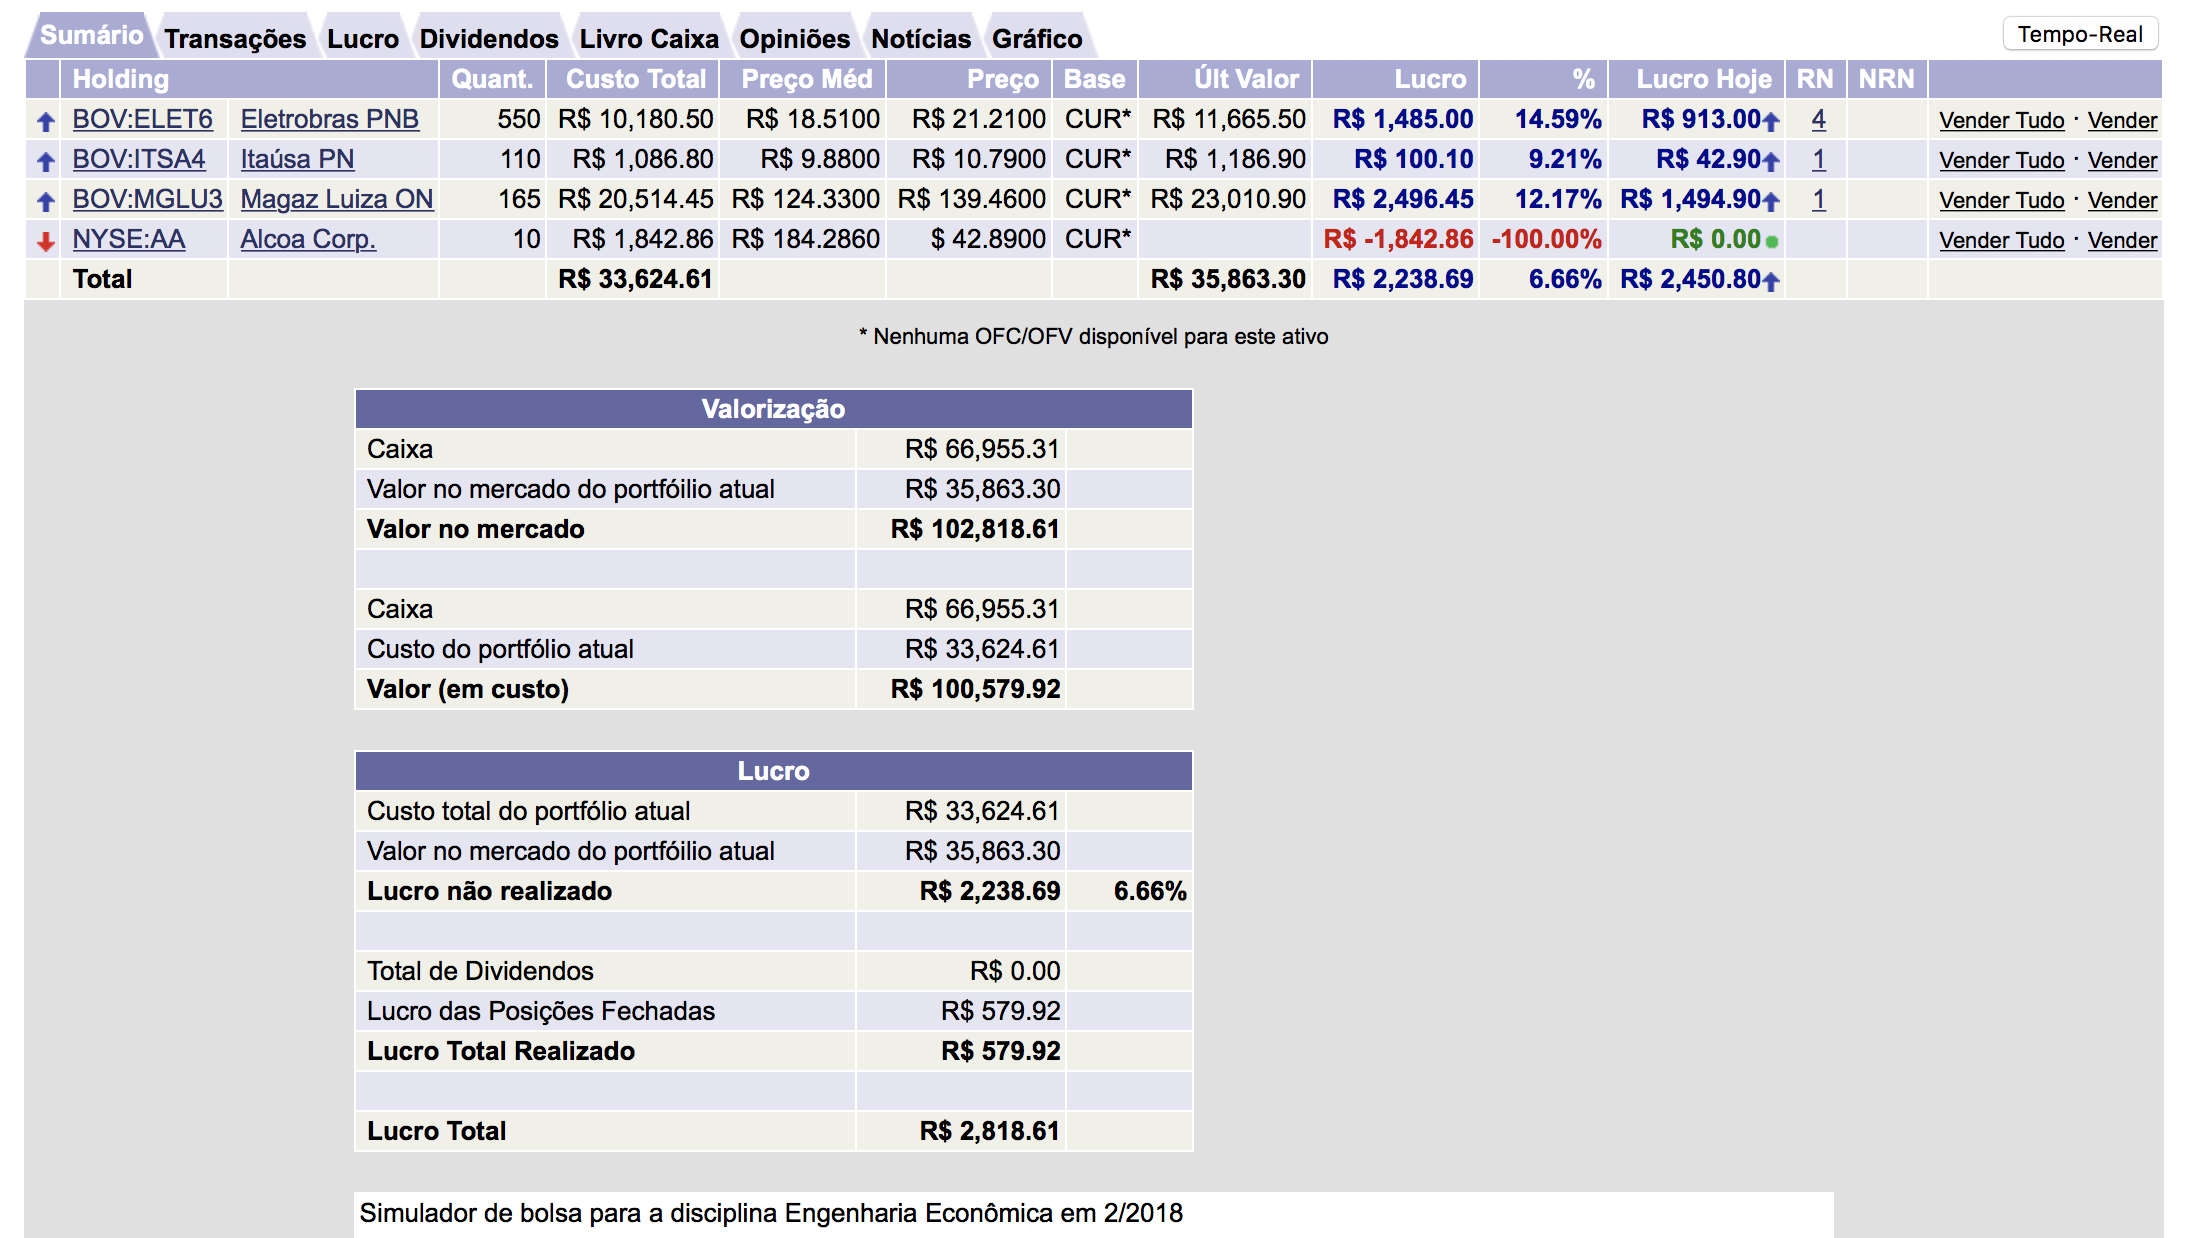 Sumário Transações Lucro Dividendos Livro Caixa Opiniões Notícias Gráfico Tempo-Real
Holding Quant. Custo Total Preço Méd Preço Base Últ Valor Lucro % Lucro Hoje RN NRN
BOV:ELET6 Eletrobras PNB 550 R$ 10,180.50 R$ 18.5100 R$ 21.2100 CUR* R$ 11,665.50 R$ 1,485.00 14.59% R$ 913.00 4 Vender Tudo · Vender
BOV:ITSA4 Itaúsa PN 110 R$ 1,086.80 R$ 9.8800 R$ 10.7900 CUR* R$ 1,186.90 R$ 100.10 9.21% R$ 42.90 1 Vender Tudo · Vender
BOV:MGLU3 Magaz Luiza ON 165 R$ 20,514.45 R$ 124.3300 R$ 139.4600 CUR* R$ 23,010.90 R$ 2,496.45 12.17% R$ 1,494.90 1 Vender Tudo · Vender
NYSE:AA Alcoa Corp. 10 R$ 1,842.86 R$ 184.2860 $ 42.8900 CUR* R$ -1,842.86 -100.00% R$ 0.00 Vender Tudo · Vender
Total R$ 33,624.61 R$ 35,863.30 R$ 2,238.69 6.66% R$ 2,450.80
* Nenhuma OFC/OFV disponível para este ativo
Valorização
Caixa R$ 66,955.31
Valor no mercado do portfóilio atual R$ 35,863.30
Valor no mercado R$ 102,818.61
Caixa R$ 66,955.31
Custo do portfólio atual R$ 33,624.61
Valor (em custo) R$ 100,579.92
Lucro
Custo total do portfólio atual R$ 33,624.61
Valor no mercado do portfóilio atual R$ 35,863.30
Lucro não realizado R$ 2,238.69 6.66%
Total de Dividendos R$ 0.00
Lucro das Posições Fechadas R$ 579.92
Lucro Total Realizado R$ 579.92
Lucro Total R$ 2,818.61
Simulador de bolsa para a disciplina Engenharia Econômica em 2/2018